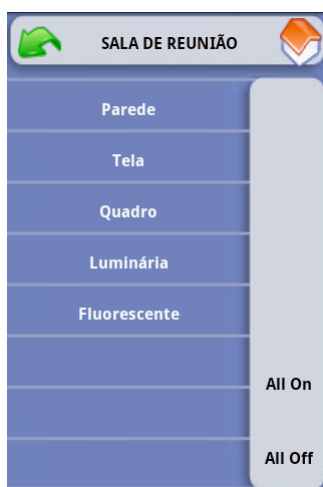 SALA DE REUNIÃO
Parede
Tela
Quadro
Luminária
Fluorescente
All On
All Off